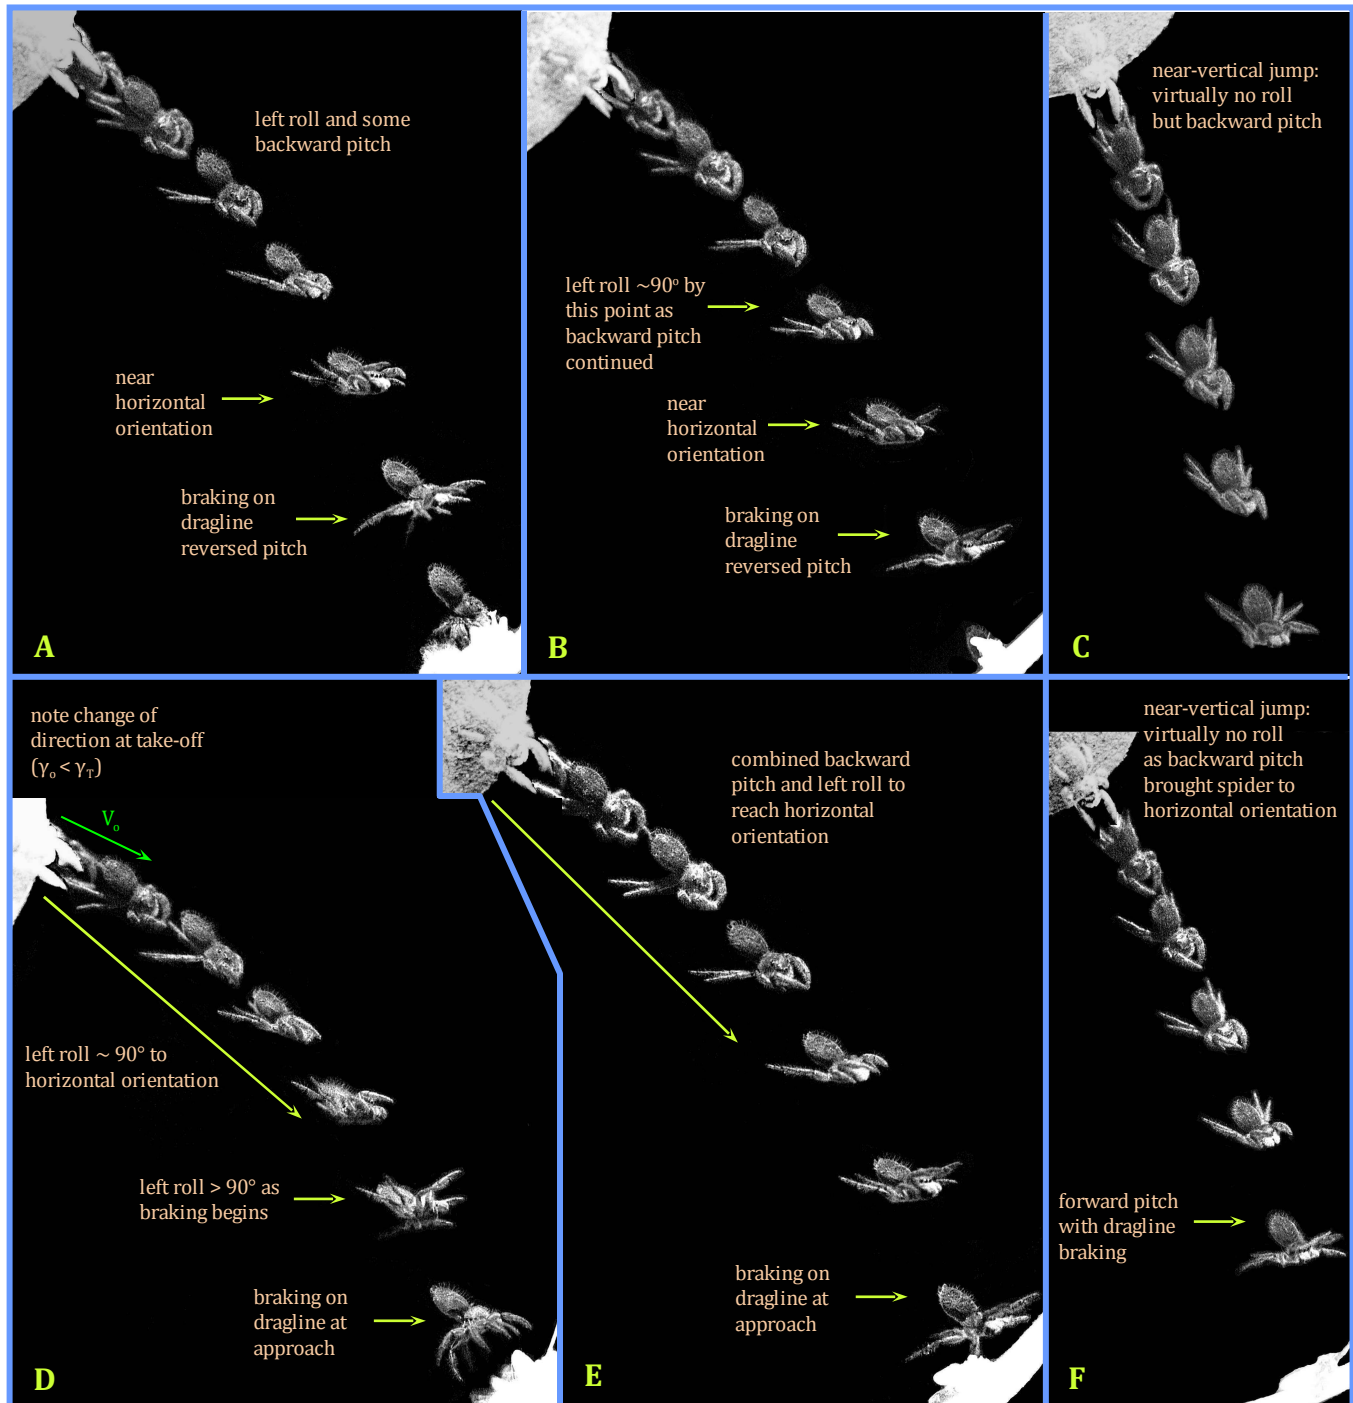 left roll and some
backward pitch
near
horizontal
orientation
braking on
dragline
reversed pitch
A
left roll ~90° by
this point as
backward pitch
continued
near
horizontal
orientation
braking on
dragline
reversed pitch
B
near-vertical jump:
virtually no roll
but backward pitch
C
note change of
direction at take-off
(γₒ < γ_T)
Vₒ
left roll ~ 90° to
horizontal orientation
left roll > 90° as
braking begins
braking on
dragline at
approach
D
combined backward
pitch and left roll to
reach horizontal
orientation
braking on
dragline at
approach
E
near-vertical jump:
virtually no roll
as backward pitch
brought spider to
horizontal orientation
forward pitch
with dragline
braking
F